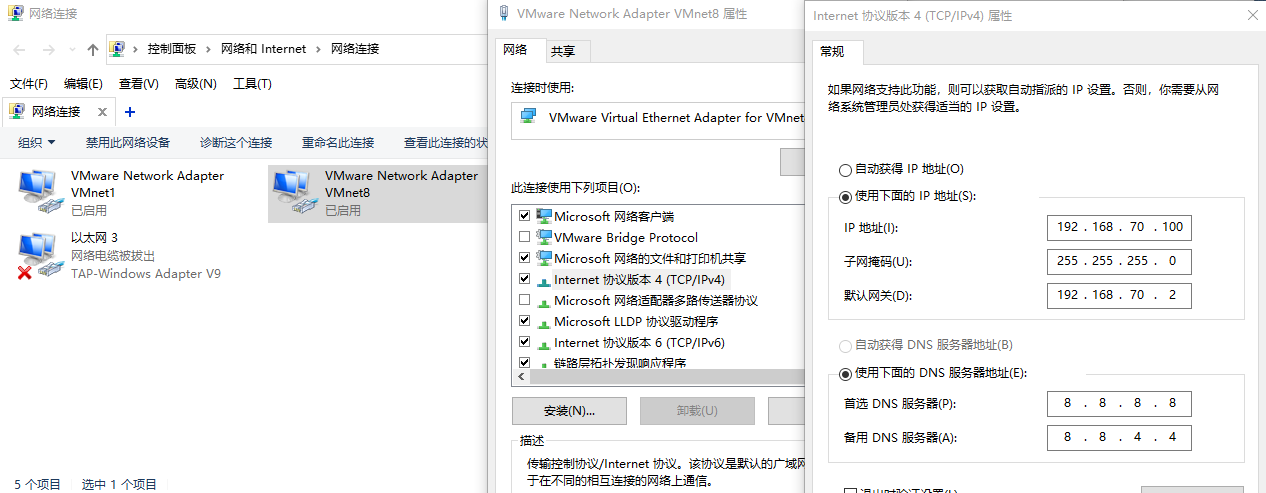 网络连接
控制面板 › 网络和 Internet › 网络连接
文件(F) 编辑(E) 查看(V) 高级(N) 工具(T)
网络连接
组织 禁用此网络设备 诊断这个连接 重命名此连接 查看此连接的状
VMware Network Adapter
VMnet1
已启用
VMware Network Adapter
VMnet8
已启用
以太网 3
网络电缆被拔出
TAP-Windows Adapter V9
5 个项目 选中 1 个项目
VMware Network Adapter VMnet8 属性
网络 共享
连接时使用:
VMware Virtual Ethernet Adapter for VMnet
此连接使用下列项目(O):
Microsoft 网络客户端
VMware Bridge Protocol
Microsoft 网络的文件和打印机共享
Internet 协议版本 4 (TCP/IPv4)
Microsoft 网络适配器多路传送器协议
Microsoft LLDP 协议驱动程序
Internet 协议版本 6 (TCP/IPv6)
链路层拓扑发现响应程序
安装(N)... 卸载(U)
描述
传输控制协议/Internet 协议。该协议是默认的广域网
于在不同的相互连接的网络上通信。
Internet 协议版本 4 (TCP/IPv4) 属性
常规
如果网络支持此功能，则可以获取自动指派的 IP 设置。否则，你需要从网
络系统管理员处获得适当的 IP 设置。
自动获得 IP 地址(O)
使用下面的 IP 地址(S):
IP 地址(I): 192 . 168 . 70 . 100
子网掩码(U): 255 . 255 . 255 . 0
默认网关(D): 192 . 168 . 70 . 2
自动获得 DNS 服务器地址(B)
使用下面的 DNS 服务器地址(E):
首选 DNS 服务器(P): 8 . 8 . 8 . 8
备用 DNS 服务器(A): 8 . 8 . 4 . 4
退出时验证设置(L)